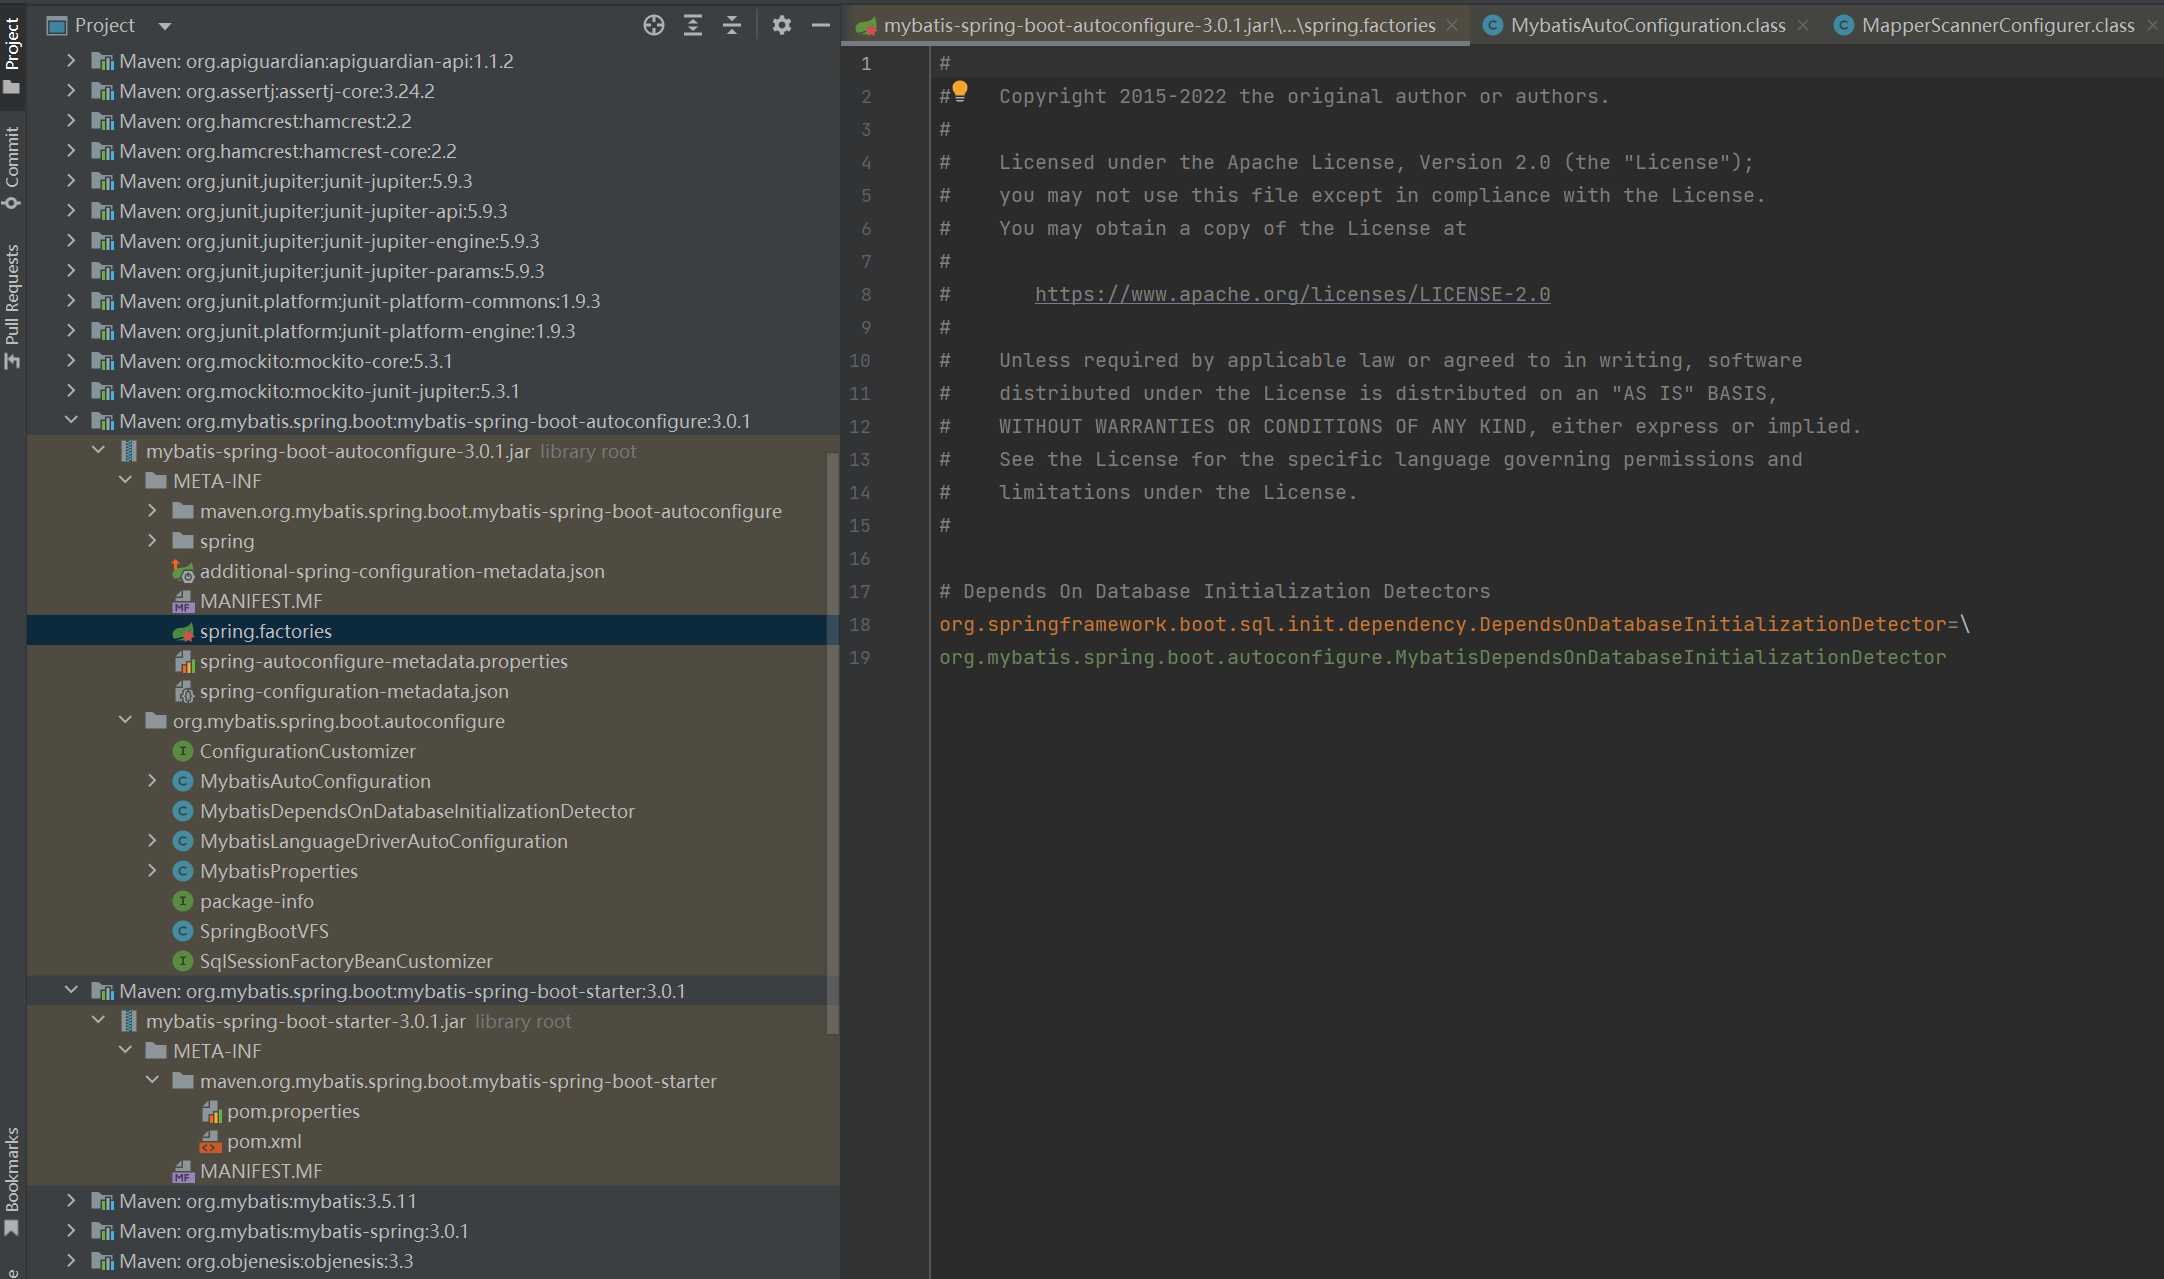 Project
Commit
Pull Requests
Bookmarks
Project
Maven: org.apiguardian:apiguardian-api:1.1.2
Maven: org.assertj:assertj-core:3.24.2
Maven: org.hamcrest:hamcrest:2.2
Maven: org.hamcrest:hamcrest-core:2.2
Maven: org.junit.jupiter:junit-jupiter:5.9.3
Maven: org.junit.jupiter:junit-jupiter-api:5.9.3
Maven: org.junit.jupiter:junit-jupiter-engine:5.9.3
Maven: org.junit.jupiter:junit-jupiter-params:5.9.3
Maven: org.junit.platform:junit-platform-commons:1.9.3
Maven: org.junit.platform:junit-platform-engine:1.9.3
Maven: org.mockito:mockito-core:5.3.1
Maven: org.mockito:mockito-junit-jupiter:5.3.1
Maven: org.mybatis.spring.boot:mybatis-spring-boot-autoconfigure:3.0.1
mybatis-spring-boot-autoconfigure-3.0.1.jar library root
META-INF
maven.org.mybatis.spring.boot.mybatis-spring-boot-autoconfigure
spring
additional-spring-configuration-metadata.json
MANIFEST.MF
spring.factories
spring-autoconfigure-metadata.properties
spring-configuration-metadata.json
org.mybatis.spring.boot.autoconfigure
ConfigurationCustomizer
MybatisAutoConfiguration
MybatisDependsOnDatabaseInitializationDetector
MybatisLanguageDriverAutoConfiguration
MybatisProperties
package-info
SpringBootVFS
SqlSessionFactoryBeanCustomizer
Maven: org.mybatis.spring.boot:mybatis-spring-boot-starter:3.0.1
mybatis-spring-boot-starter-3.0.1.jar library root
META-INF
maven.org.mybatis.spring.boot.mybatis-spring-boot-starter
pom.properties
pom.xml
MANIFEST.MF
Maven: org.mybatis:mybatis:3.5.11
Maven: org.mybatis:mybatis-spring:3.0.1
Maven: org.objenesis:objenesis:3.3
mybatis-spring-boot-autoconfigure-3.0.1.jar!\...\spring.factories
MybatisAutoConfiguration.class
MapperScannerConfigurer.class
1 #
2 # Copyright 2015-2022 the original author or authors.
3 #
4 # Licensed under the Apache License, Version 2.0 (the "License");
5 # you may not use this file except in compliance with the License.
6 # You may obtain a copy of the License at
7 #
8 # https://www.apache.org/licenses/LICENSE-2.0
9 #
10 # Unless required by applicable law or agreed to in writing, software
11 # distributed under the License is distributed on an "AS IS" BASIS,
12 # WITHOUT WARRANTIES OR CONDITIONS OF ANY KIND, either express or implied.
13 # See the License for the specific language governing permissions and
14 # limitations under the License.
15 #
16
17 # Depends On Database Initialization Detectors
18 org.springframework.boot.sql.init.dependency.DependsOnDatabaseInitializationDetector=\
19 org.mybatis.spring.boot.autoconfigure.MybatisDependsOnDatabaseInitializationDetector